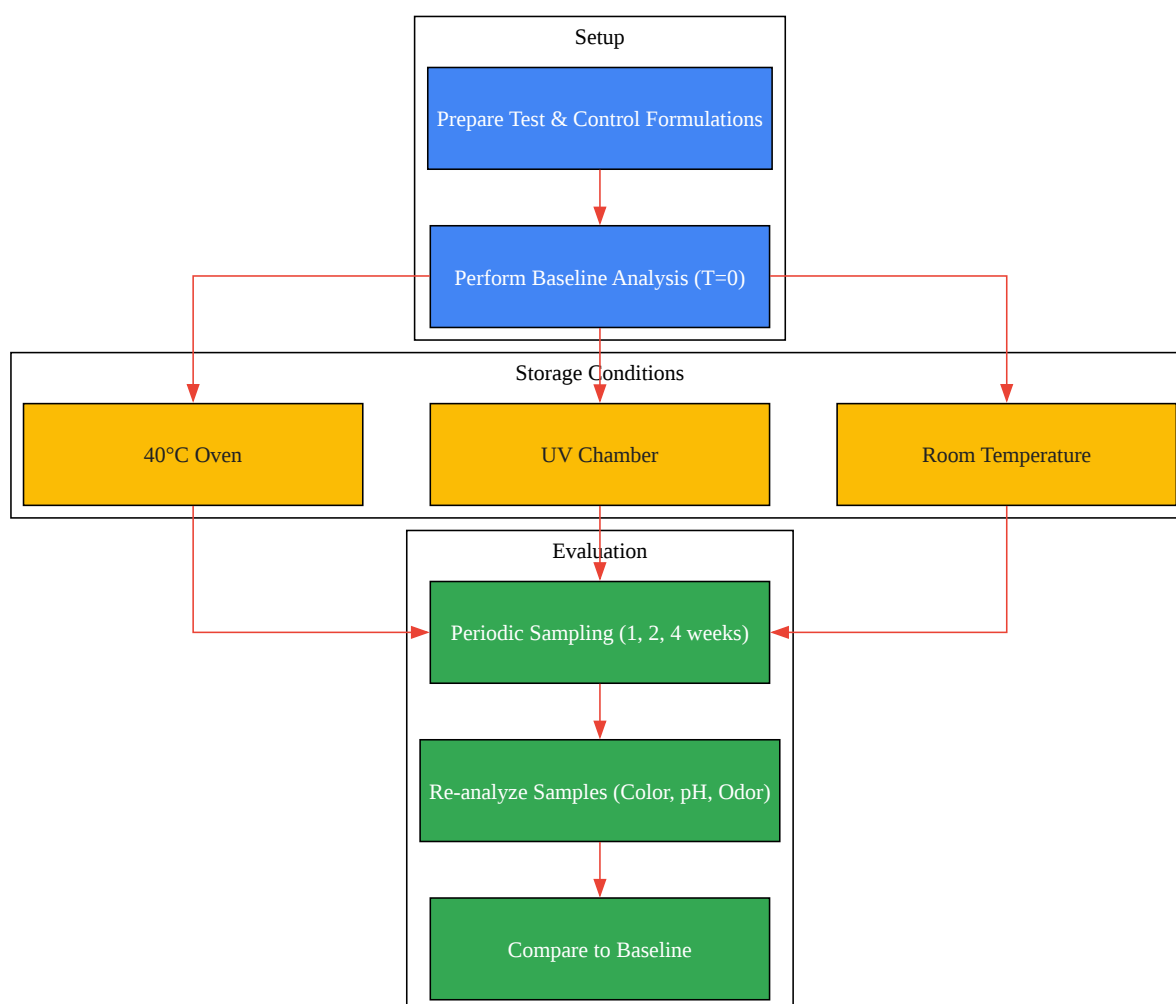 Setup
Prepare Test & Control Formulations
Perform Baseline Analysis (T=0)
Storage Conditions
40°C Oven
UV Chamber
Room Temperature
Evaluation
Periodic Sampling (1, 2, 4 weeks)
Re-analyze Samples (Color, pH, Odor)
Compare to Baseline